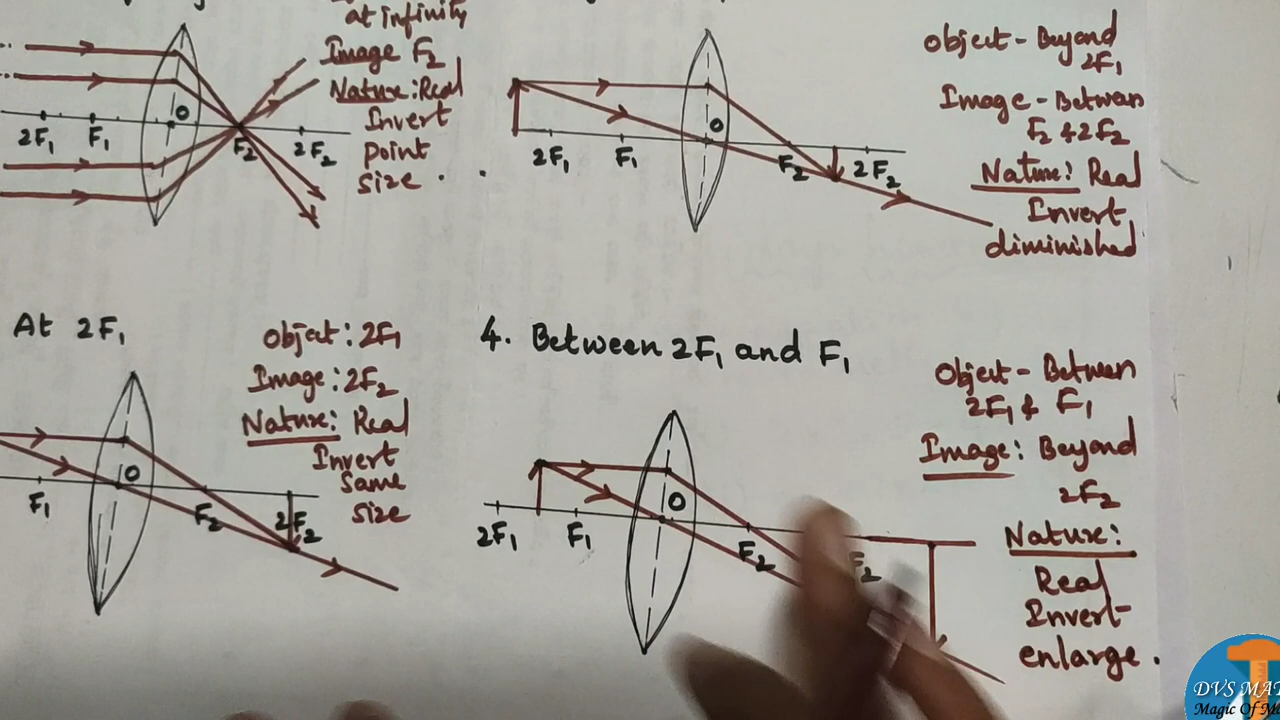 at infinity
Image F2
Nature: Real
Invert
point
size.
O
2F1 F1 F2 2F2
Object - Beyond
2F1
Image - Between
F2 & 2F2
Nature: Real
Invert
diminished
O
2F1 F1 F2 2F2
At 2F1
Object: 2F1
Image: 2F2
Nature: Real
Invert
Same
size
O
F1 F2 2F2
4. Between 2F1 and F1
Object - Between
2F1 & F1
Image: Beyond
2F2
Nature:
Real
Invert
enlarge.
O
2F1 F1 F2 F2
DVS MAT
Magic Of Ma